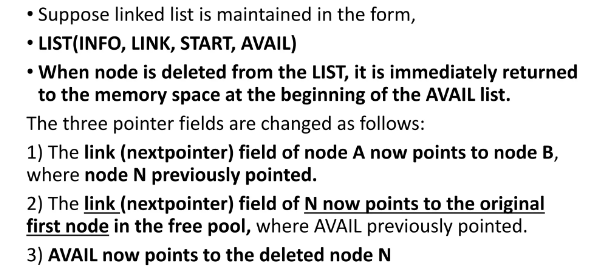 • Suppose linked list is maintained in the form,
• LIST(INFO, LINK, START, AVAIL)
• When node is deleted from the LIST, it is immediately returned
to the memory space at the beginning of the AVAIL list.
The three pointer fields are changed as follows:
1) The link (nextpointer) field of node A now points to node B,
where node N previously pointed.
2) The link (nextpointer) field of N now points to the original
first node in the free pool, where AVAIL previously pointed.
3) AVAIL now points to the deleted node N